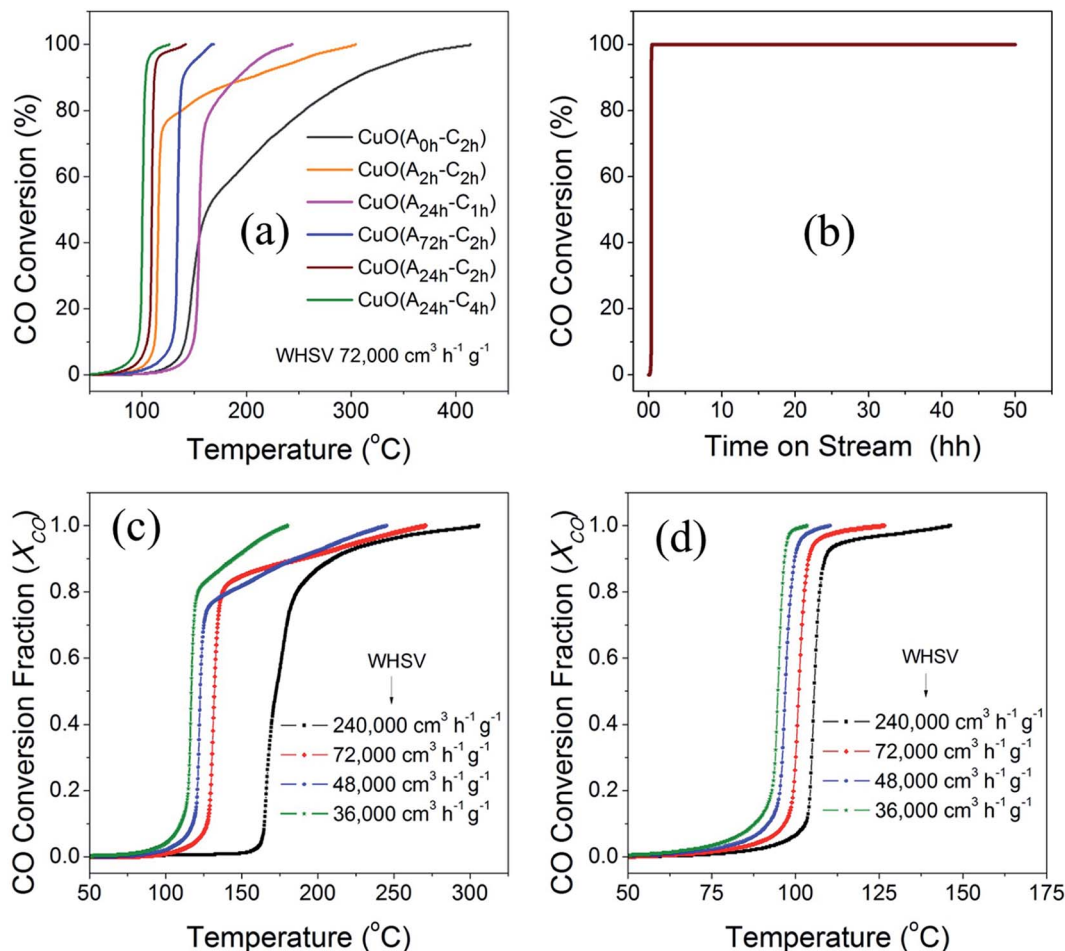 100
80
60
40
20
0
CO Conversion (%)
(a)
CuO(A0h-C2h)
CuO(A2h-C2h)
CuO(A24h-C1h)
CuO(A72h-C2h)
CuO(A24h-C2h)
CuO(A24h-C4h)
WHSV 72,000 cm³ h⁻¹ g⁻¹
100 200 300 400
Temperature (°C)
100
80
60
40
20
0
CO Conversion (%)
(b)
00 10 20 30 40 50
Time on Stream (hh)
1.0
0.8
0.6
0.4
0.2
0.0
CO Conversion Fraction (XCO)
(c)
WHSV
240,000 cm³ h⁻¹ g⁻¹
72,000 cm³ h⁻¹ g⁻¹
48,000 cm³ h⁻¹ g⁻¹
36,000 cm³ h⁻¹ g⁻¹
50 100 150 200 250 300
Temperature (°C)
1.0
0.8
0.6
0.4
0.2
0.0
CO Conversion Fraction (XCO)
(d)
WHSV
240,000 cm³ h⁻¹ g⁻¹
72,000 cm³ h⁻¹ g⁻¹
48,000 cm³ h⁻¹ g⁻¹
36,000 cm³ h⁻¹ g⁻¹
50 75 100 125 150 175
Temperature (°C)